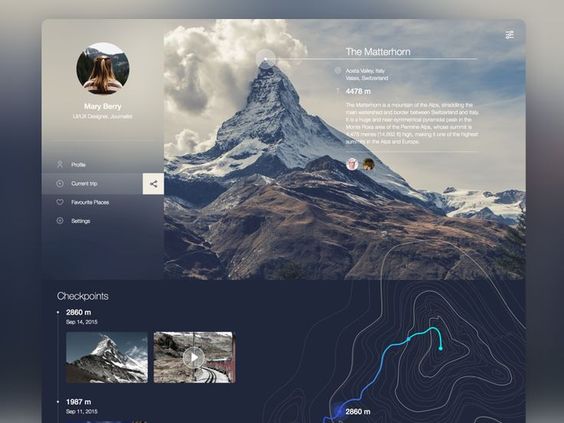 Mary Berry
UI/UX Designer, Journalist
Profile
Current trip
Favourite Places
Settings
The Matterhorn
Aosta Valley, Italy
Valais, Switzerland
4478 m
The Matterhorn is a mountain of the Alps, straddling the
main watershed and border between Switzerland and Italy.
It is a huge and near-symmetrical pyramidal peak in the
Monte Rosa area of the Pennine Alps, whose summit is
4,478 metres (14,692 ft) high, making it one of the highest
summits in the Alps and Europe.
Checkpoints
2860 m
Sep 14, 2015
1987 m
Sep 11, 2015
2860 m